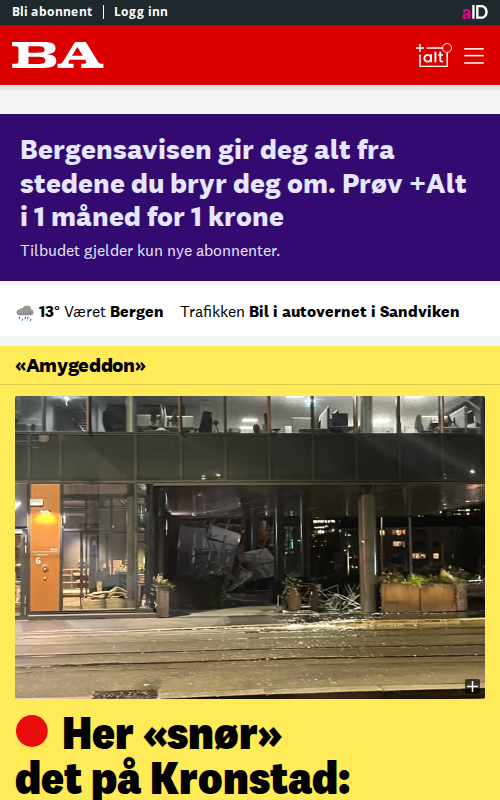 Bli abonnent | Logg inn
aID
BA
+alt
Bergensavisen gir deg alt fra
stedene du bryr deg om. Prøv +Alt
i 1 måned for 1 krone
Tilbudet gjelder kun nye abonnenter.
13° Været Bergen Trafikken Bil i autovernet i Sandviken
«Amygeddon»
6
Her «snør»
det på Kronstad: